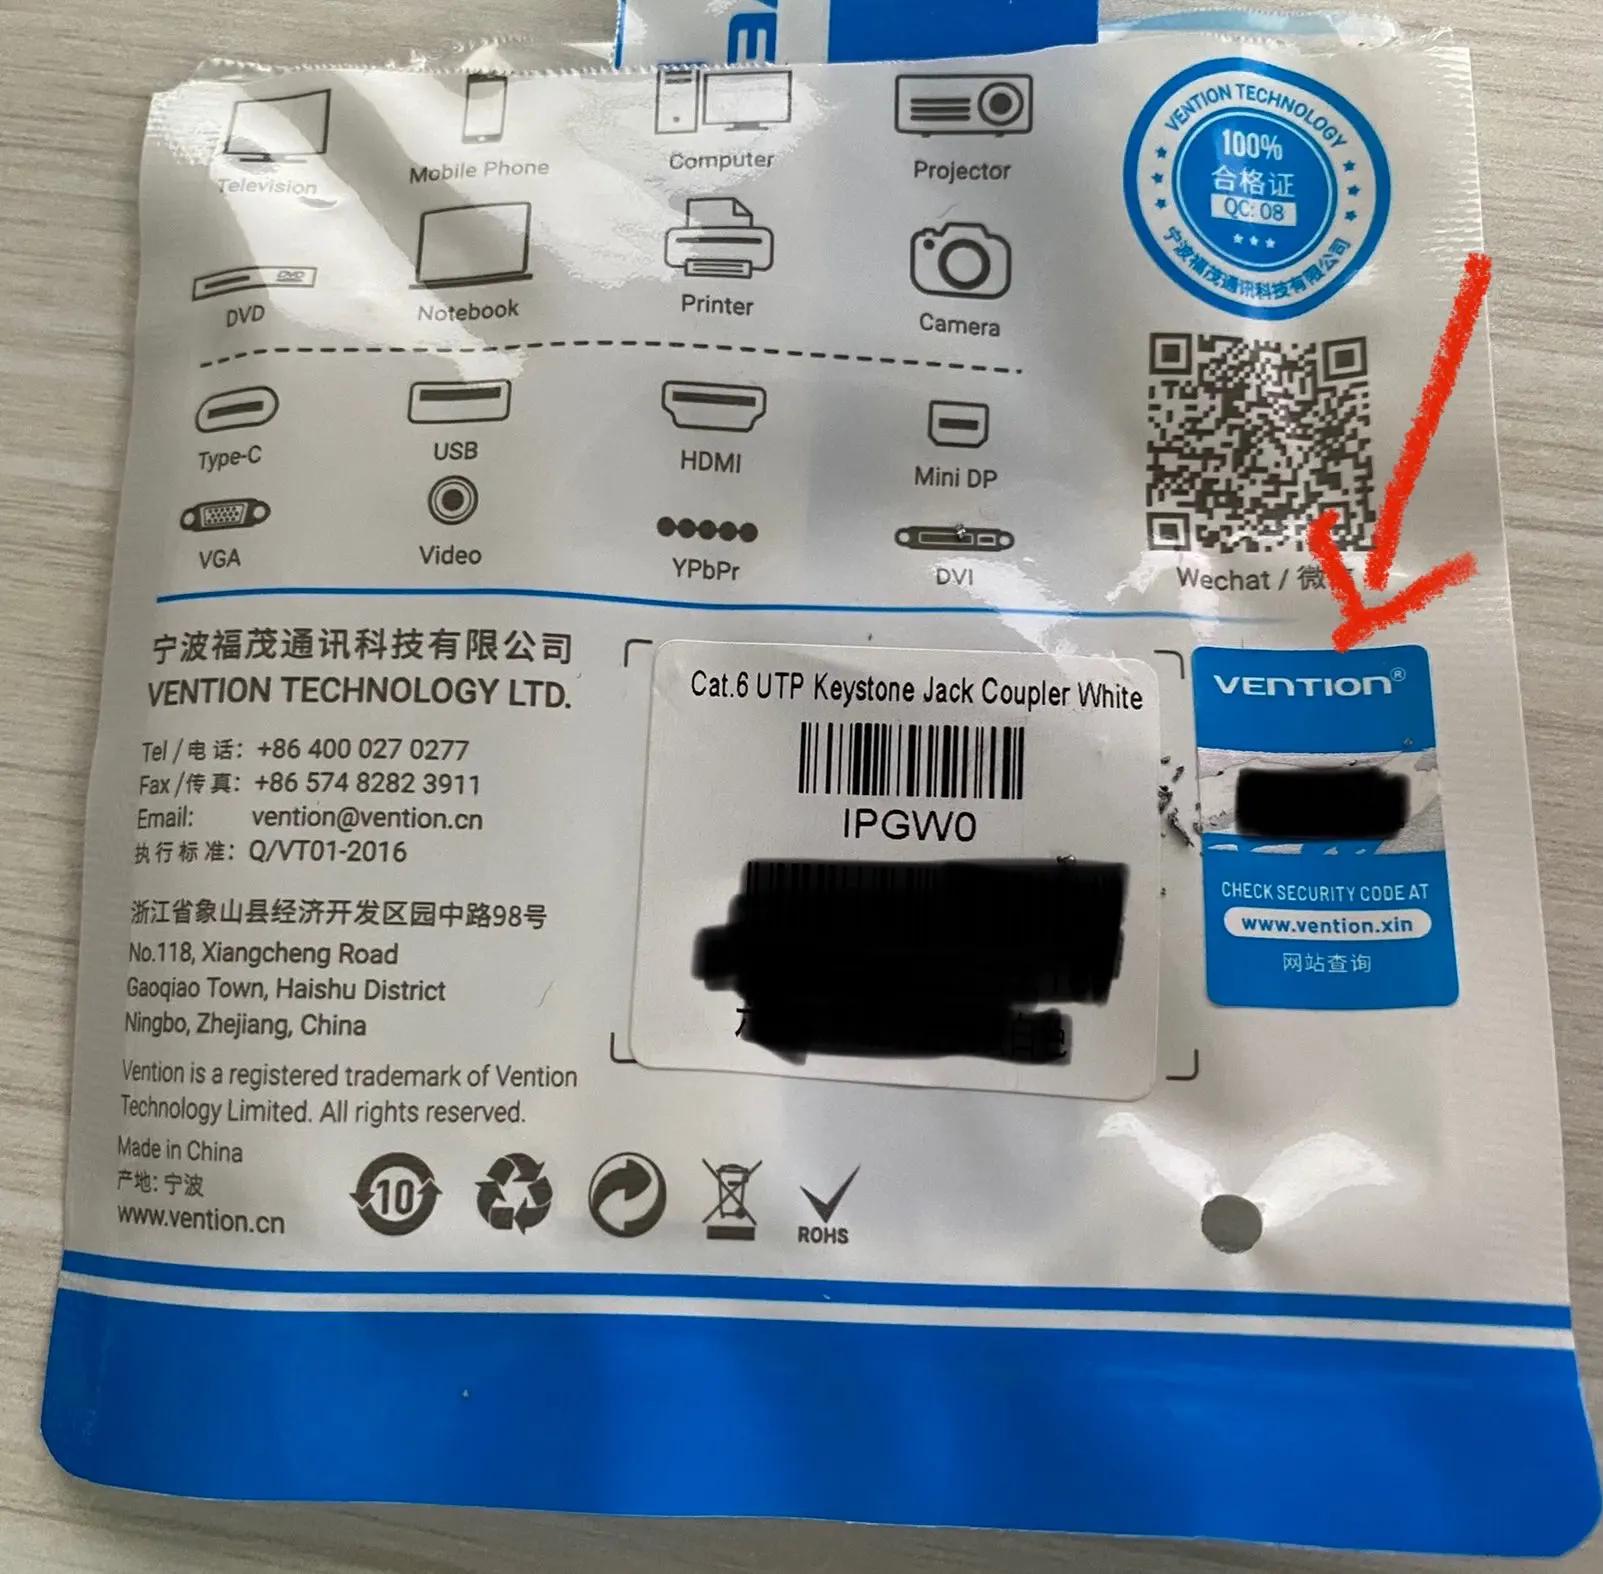 VE
Television
Mobile Phone
Computer
Projector
DVD
DVD
Notebook
Printer
Camera
VENTION TECHNOLOGY
100%
合格证
QC: 08
宁波福茂通讯科技有限公司
Type-C
USB
HDMI
Mini DP
VGA
Video
YPbPr
DVI
Wechat / 微
宁波福茂通讯科技有限公司
VENTION TECHNOLOGY LTD.
Tel / 电 话: +86 400 027 0277
Fax /传 真: +86 574 8282 3911
Email: vention@vention.cn
执 行 标 准: Q/VT01-2016
浙江省象山县经济开发区园中路98号
No.118, Xiangcheng Road
Gaoqiao Town, Haishu District
Ningbo, Zhejiang, China
Vention is a registered trademark of Vention
Technology Limited. All rights reserved.
Made in China
产地: 宁波
www.vention.cn
10
ROHS
Cat.6 UTP Keystone Jack Coupler White
IPGW0
VENTION®
CHECK SECURITY CODE AT
www.vention.xin
网站查询